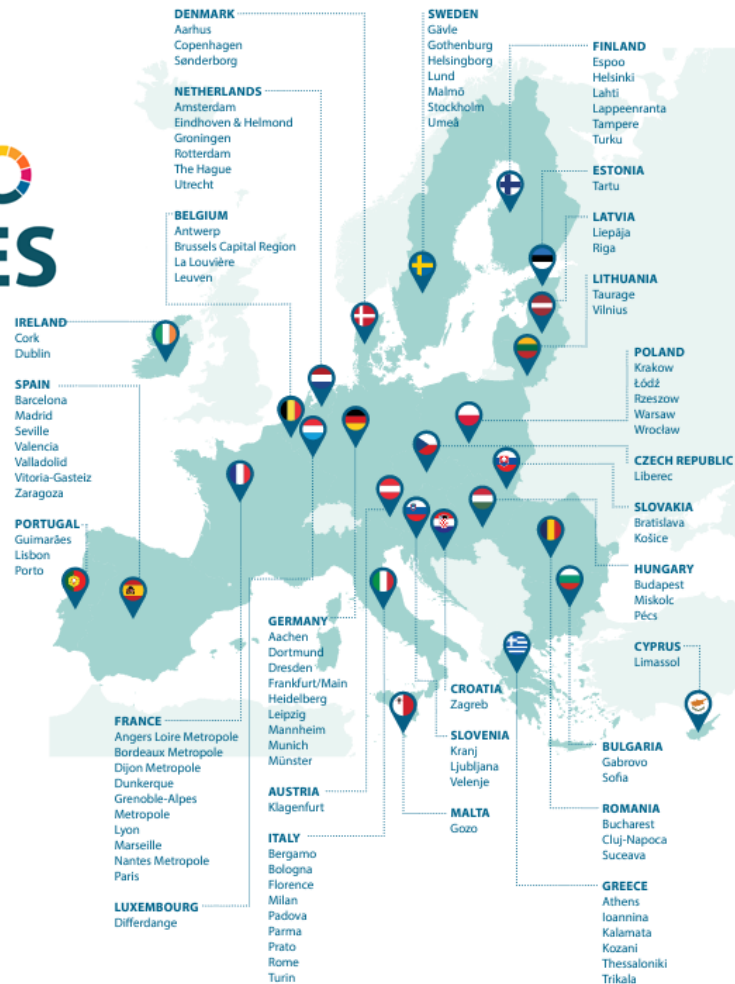 ES
DENMARK
Aarhus
Copenhagen
Sønderborg
NETHERLANDS
Amsterdam
Eindhoven & Helmond
Groningen
Rotterdam
The Hague
Utrecht
BELGIUM
Antwerp
Brussels Capital Region
La Louvière
Leuven
SWEDEN
Gävle
Gothenburg
Helsingborg
Lund
Malmö
Stockholm
Umeå
FINLAND
Espoo
Helsinki
Lahti
Lappeenranta
Tampere
Turku
ESTONIA
Tartu
LATVIA
Liepāja
Riga
LITHUANIA
Taurage
Vilnius
IRELAND
Cork
Dublin
SPAIN
Barcelona
Madrid
Seville
Valencia
Valladolid
Vitoria-Gasteiz
Zaragoza
PORTUGAL
Guimarães
Lisbon
Porto
POLAND
Krakow
Łódź
Rzeszow
Warsaw
Wrocław
CZECH REPUBLIC
Liberec
SLOVAKIA
Bratislava
Košice
HUNGARY
Budapest
Miskolc
Pécs
CYPRUS
Limassol
FRANCE
Angers Loire Metropole
Bordeaux Metropole
Dijon Metropole
Dunkerque
Grenoble-Alpes
Metropole
Lyon
Marseille
Nantes Metropole
Paris
LUXEMBOURG
Differdange
GERMANY
Aachen
Dortmund
Dresden
Frankfurt/Main
Heidelberg
Leipzig
Mannheim
Munich
Münster
AUSTRIA
Klagenfurt
ITALY
Bergamo
Bologna
Florence
Milan
Padova
Parma
Prato
Rome
Turin
CROATIA
Zagreb
SLOVENIA
Kranj
Ljubljana
Velenje
MALTA
Gozo
BULGARIA
Gabrovo
Sofia
ROMANIA
Bucharest
Cluj-Napoca
Suceava
GREECE
Athens
Ioannina
Kalamata
Kozani
Thessaloniki
Trikala